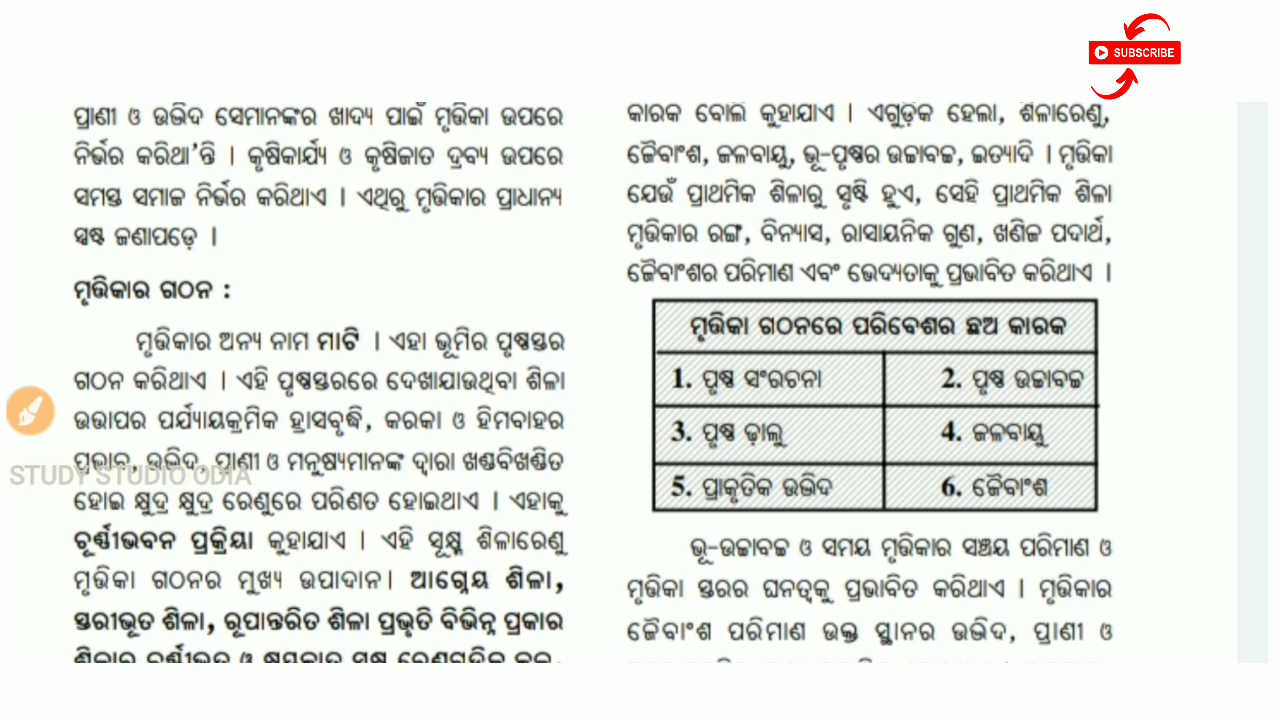 SUBSCRIBE
ପ୍ରାଣୀ ଓ ଉଦ୍ଭିଦ ସେମାନଙ୍କର ଖାଦ୍ୟ ପାଇଁ ମୃତ୍ତିକା ଉପରେ
ନିର୍ଭର କରିଥା'ନ୍ତି । କୃଷିକାର୍ଯ୍ୟ ଓ କୃଷିଜାତ ଦ୍ରବ୍ୟ ଉପରେ
ସମସ୍ତ ସମାଜ ନିର୍ଭର କରିଥାଏ । ଏଥିରୁ ମୃତ୍ତିକାର ପ୍ରାଧାନ୍ୟ
ସ୍ପଷ୍ଟ ଜଣାପଡ଼େ ।
ମୃତ୍ତିକାର ଗଠନ :
ମୃତ୍ତିକାର ଅନ୍ୟ ନାମ ମାଟି । ଏହା ଭୂମିର ପୃଷ୍ଠସ୍ତର
ଗଠନ କରିଥାଏ । ଏହି ପୃଷ୍ଠସ୍ତରରେ ଦେଖାଯାଉଥିବା ଶିଳା
ଉତ୍ତାପର ପର୍ଯ୍ୟାୟକ୍ରମିକ ହ୍ରାସବୃଦ୍ଧି, କରକା ଓ ହିମବାହର
ପ୍ରଭାବ, ଉଦ୍ଭିଦ, ପ୍ରାଣୀ ଓ ମନୁଷ୍ୟମାନଙ୍କ ଦ୍ୱାରା ଖଣ୍ଡବିଖଣ୍ଡିତ
STUDY STUDIO ODIA
ହୋଇ କ୍ଷୁଦ୍ର କ୍ଷୁଦ୍ର ରେଣୁରେ ପରିଣତ ହୋଇଥାଏ । ଏହାକୁ
ଚୂର୍ଣ୍ଣୀଭବନ ପ୍ରକ୍ରିୟା କୁହାଯାଏ । ଏହି ସୂକ୍ଷ୍ମ ଶିଳାରେଣୁ
ମୃତ୍ତିକା ଗଠନର ମୁଖ୍ୟ ଉପାଦାନ। ଆଗ୍ନେୟ ଶିଳା,
ସ୍ତରୀଭୂତ ଶିଳା, ରୂପାନ୍ତରିତ ଶିଳା ପ୍ରଭୃତି ବିଭିନ୍ନ ପ୍ରକାର
କାରକ ବୋଲି କୁହାଯାଏ । ଏଗୁଡ଼ିକ ହେଲା, ଶିଳାରେଣୁ,
ଜୈବାଂଶ, ଜଳବାୟୁ, ଭୂ-ପୃଷ୍ଠର ଉଚ୍ଚାବଚ୍ଚ, ଇତ୍ୟାଦି । ମୃତ୍ତିକା
ଯେଉଁ ପ୍ରାଥମିକ ଶିଳାରୁ ସୃଷ୍ଟି ହୁଏ, ସେହି ପ୍ରାଥମିକ ଶିଳା
ମୃତ୍ତିକାର ରଙ୍ଗ, ବିନ୍ୟାସ, ରାସାୟନିକ ଗୁଣ, ଖଣିଜ ପଦାର୍ଥ,
ଜୈବାଂଶର ପରିମାଣ ଏବଂ ଭେଦ୍ୟତାକୁ ପ୍ରଭାବିତ କରିଥାଏ ।
ମୃତ୍ତିକା ଗଠନରେ ପରିବେଶର ଛଅ କାରକ
1. ପୃଷ୍ଠ ସଂରଚନା 2. ପୃଷ୍ଠ ଉଚ୍ଚାବଚ୍ଚ
3. ପୃଷ୍ଠ ଢ଼ାଲୁ 4. ଜଳବାୟୁ
5. ପ୍ରାକୃତିକ ଉଦ୍ଭିଦ 6. ଜୈବାଂଶ
ଭୂ-ଉଚ୍ଚାବଚ୍ଚ ଓ ସମୟ ମୃତ୍ତିକାର ସଞ୍ଚୟ ପରିମାଣ ଓ
ମୃତ୍ତିକା ସ୍ତରର ଘନତ୍ୱକୁ ପ୍ରଭାବିତ କରିଥାଏ । ମୃତ୍ତିକାର
ଜୈବାଂଶ ପରିମାଣ ଉକ୍ତ ସ୍ଥାନର ଉଦ୍ଭିଦ, ପ୍ରାଣୀ ଓ